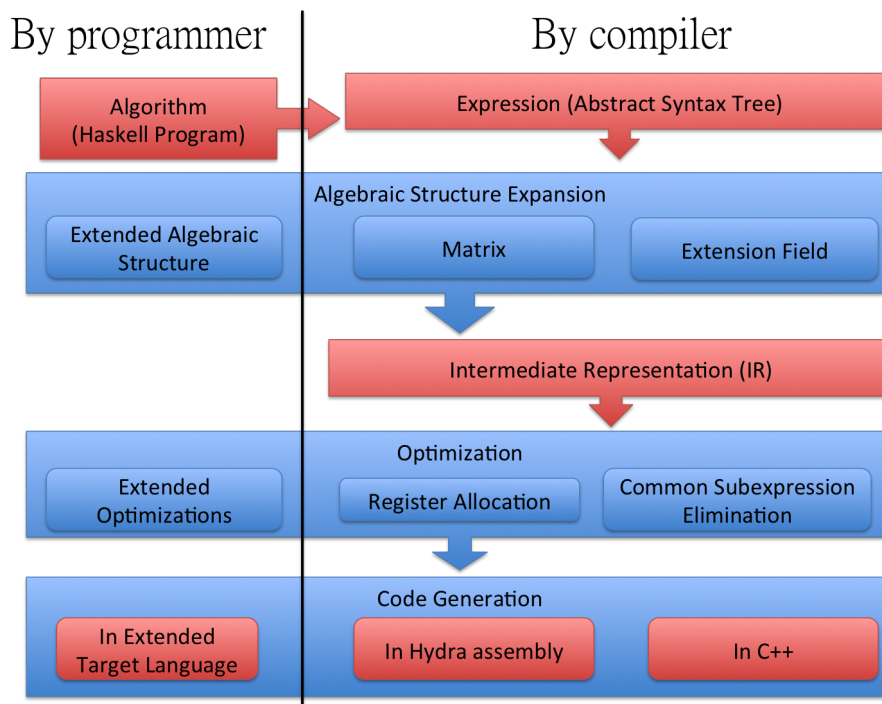 By programmer
By compiler
Algorithm
(Haskell Program)
Expression (Abstract Syntax Tree)
Algebraic Structure Expansion
Extended Algebraic
Structure
Matrix
Extension Field
Intermediate Representation (IR)
Optimization
Extended
Optimizations
Register Allocation
Common Subexpression
Elimination
Code Generation
In Extended
Target Language
In Hydra assembly
In C++